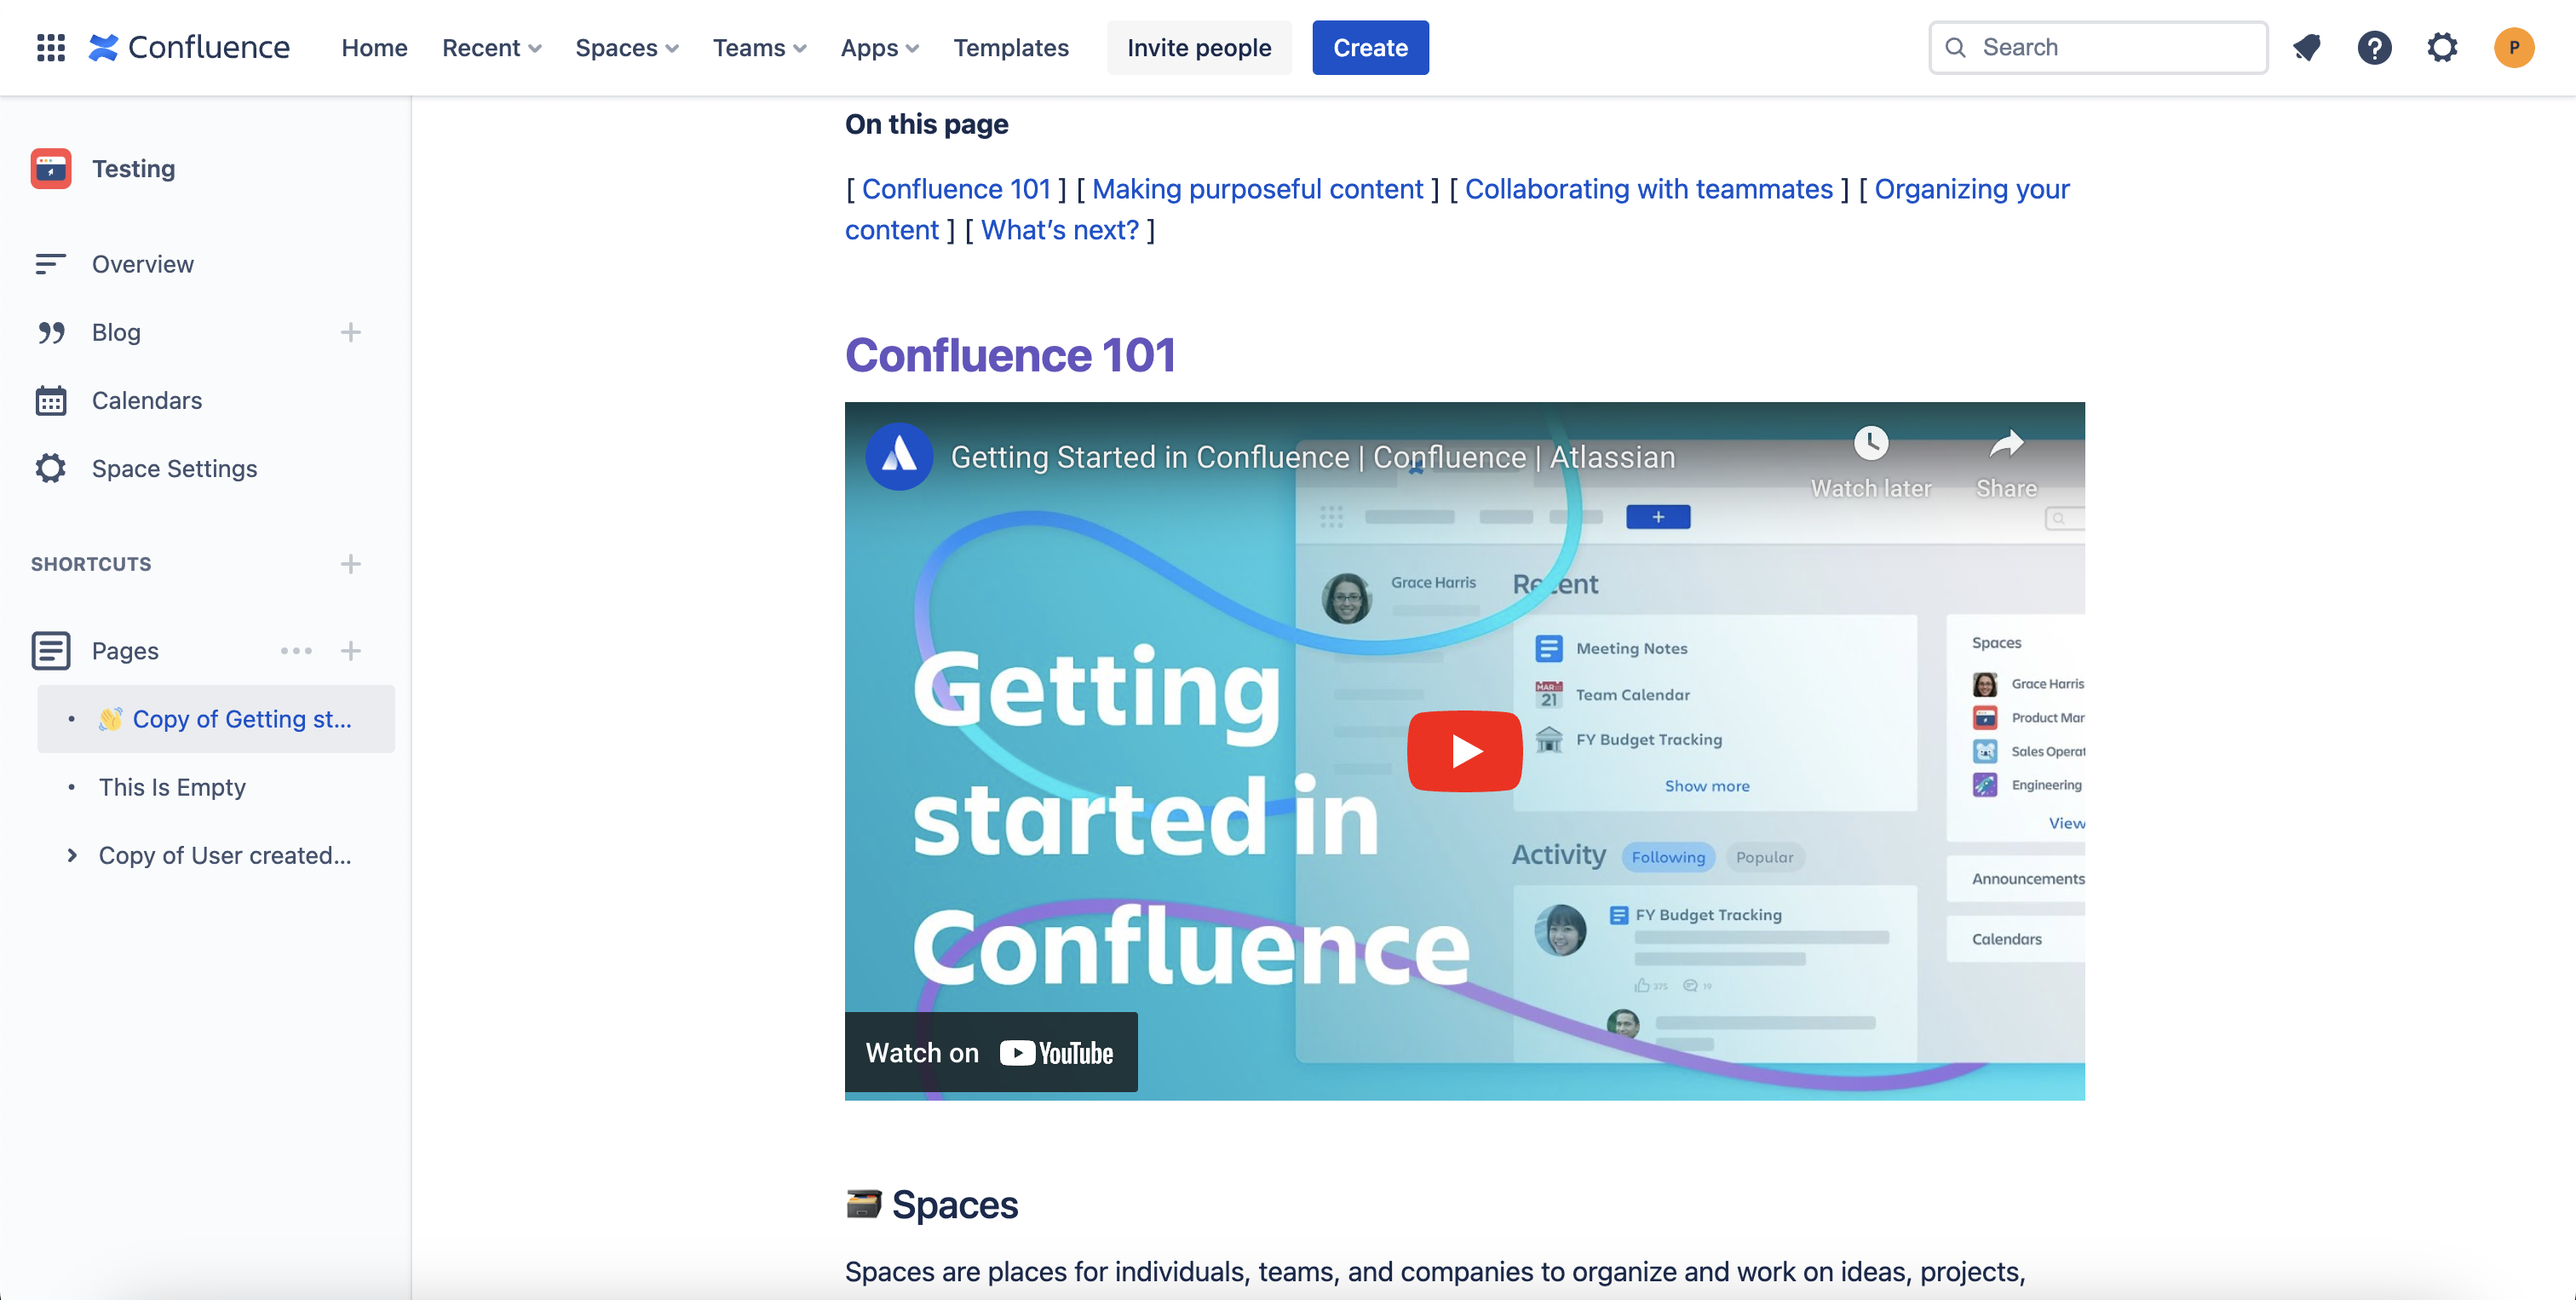 Confluence
Home
Recent
Spaces
Teams
Apps
Templates
Invite people
Create
Search
P
Testing
Overview
Blog
Calendars
Space Settings
SHORTCUTS
Pages
Copy of Getting st...
This Is Empty
Copy of User created...
On this page
[ Confluence 101 ] [ Making purposeful content ] [ Collaborating with teammates ] [ Organizing your
content ] [ What’s next? ]
Confluence 101
Getting Started in Confluence | Confluence | Atlassian
Watch later
Share
Grace Harris
Recent
Meeting Notes
MAR
21
Team Calendar
FY Budget Tracking
Show more
Spaces
Grace Harris
Product Mar
Sales Operat
Engineering
View
Announcements
Calendars
Activity
Following
Popular
FY Budget Tracking
375
19
Getting
started in
Confluence
Watch on YouTube
Spaces
Spaces are places for individuals, teams, and companies to organize and work on ideas, projects,